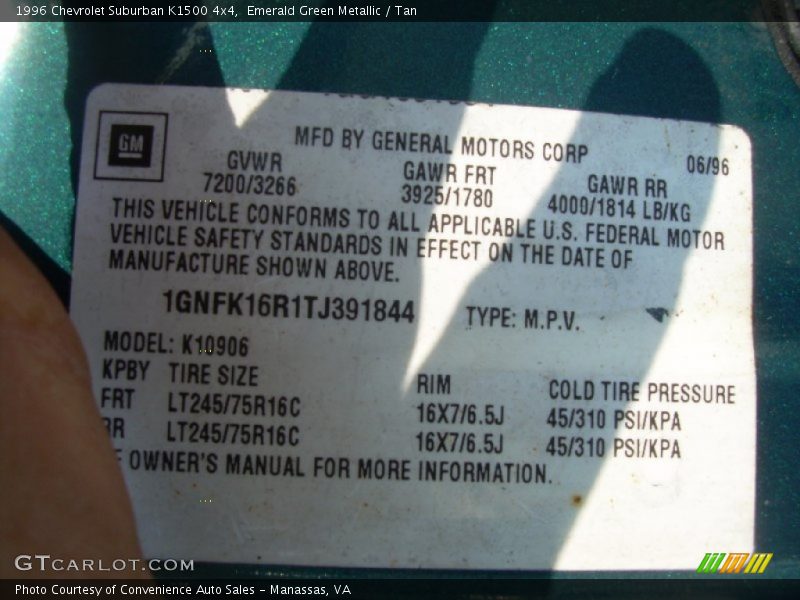 1996 Chevrolet Suburban K1500 4x4, Emerald Green Metallic / Tan
GM
MFD BY GENERAL MOTORS CORP
06/96
GVWR GAWR FRT GAWR RR
7200/3266 3925/1780 4000/1814 LB/KG
THIS VEHICLE CONFORMS TO ALL APPLICABLE U.S. FEDERAL MOTOR
VEHICLE SAFETY STANDARDS IN EFFECT ON THE DATE OF
MANUFACTURE SHOWN ABOVE.
1GNFK16R1TJ391844 TYPE: M.P.V.
MODEL: K10906
KPBY TIRE SIZE RIM COLD TIRE PRESSURE
FRT LT245/75R16C 16X7/6.5J 45/310 PSI/KPA
RR LT245/75R16C 16X7/6.5J 45/310 PSI/KPA
OWNER'S MANUAL FOR MORE INFORMATION.
GTCARLOT.COM
Photo Courtesy of Convenience Auto Sales – Manassas, VA